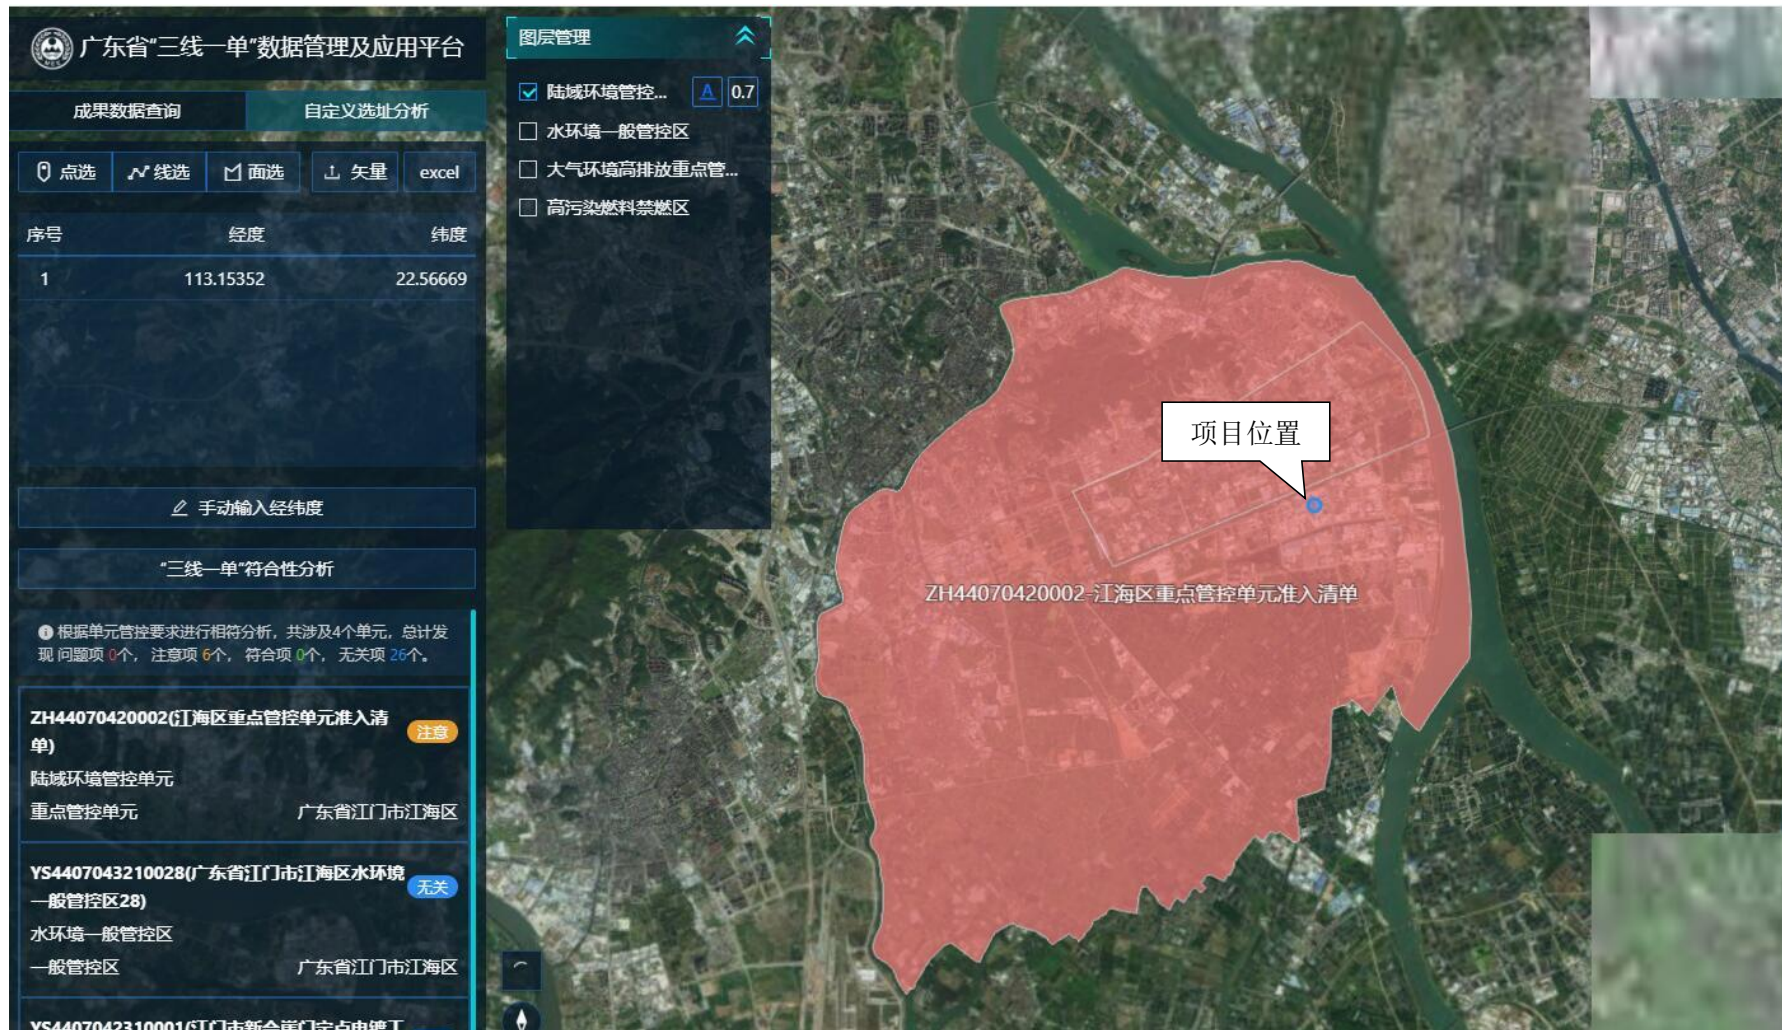 广东省“三线一单”数据管理及应用平台
成果数据查询 自定义选址分析
点选 线选 面选 矢量 excel
序号 经度 纬度
1 113.15352 22.56669
手动输入经纬度
“三线一单”符合性分析
根据单元管控要求进行相符分析，共涉及4个单元，总计发
现 问题项 0个， 注意项 6个， 符合项 0个， 无关项 26个。
ZH44070420002(江海区重点管控单元准入清
单)
注意
陆域环境管控单元
重点管控单元 广东省江门市江海区
YS4407043210028(广东省江门市江海区水环境
一般管控区28)
无关
水环境一般管控区
一般管控区 广东省江门市江海区
YS4407042310001(江门市新会崖门定点电镀工
图层管理
陆域环境管控... A 0.7
水环境一般管控区
大气环境高排放重点管...
高污染燃料禁燃区
项目位置
ZH44070420002-江海区重点管控单元准入清单